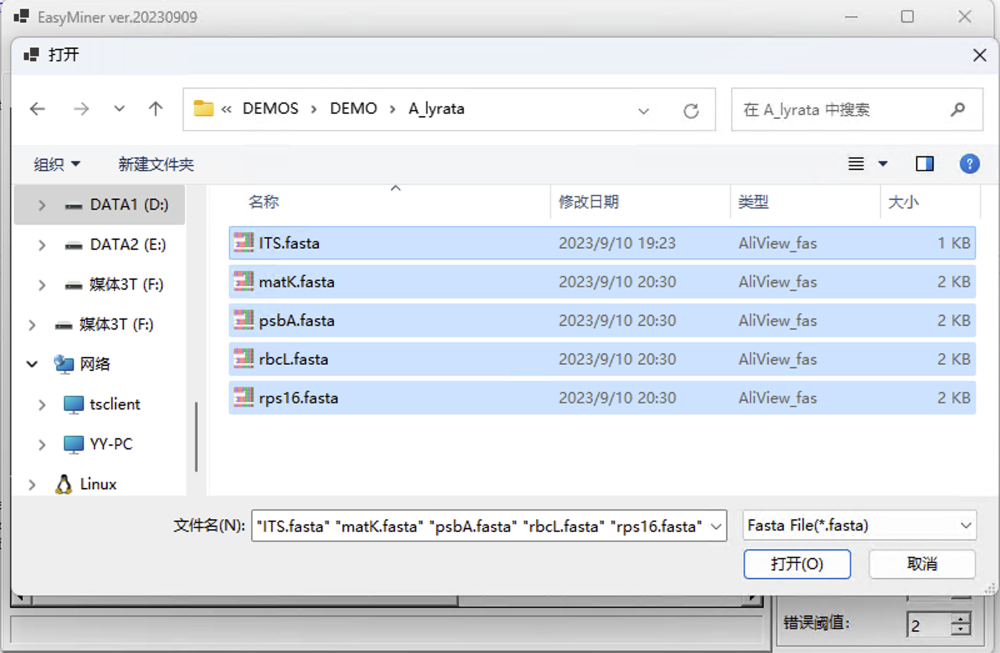 EasyMiner ver.20230909
打开
« DEMOS › DEMO › A_lyrata
在 A_lyrata 中搜索
组织 新建文件夹
名称 修改日期 类型 大小
DATA1 (D:)
DATA2 (E:)
媒体3T (F:)
媒体3T (F:)
网络
tsclient
YY-PC
Linux
ITS.fasta 2023/9/10 19:23 AliView_fas 1 KB
matK.fasta 2023/9/10 20:30 AliView_fas 2 KB
psbA.fasta 2023/9/10 20:30 AliView_fas 2 KB
rbcL.fasta 2023/9/10 20:30 AliView_fas 2 KB
rps16.fasta 2023/9/10 20:30 AliView_fas 2 KB
文件名(N): "ITS.fasta" "matK.fasta" "psbA.fasta" "rbcL.fasta" "rps16.fasta" Fasta File(*.fasta)
打开(O) 取消
错误阈值: 2